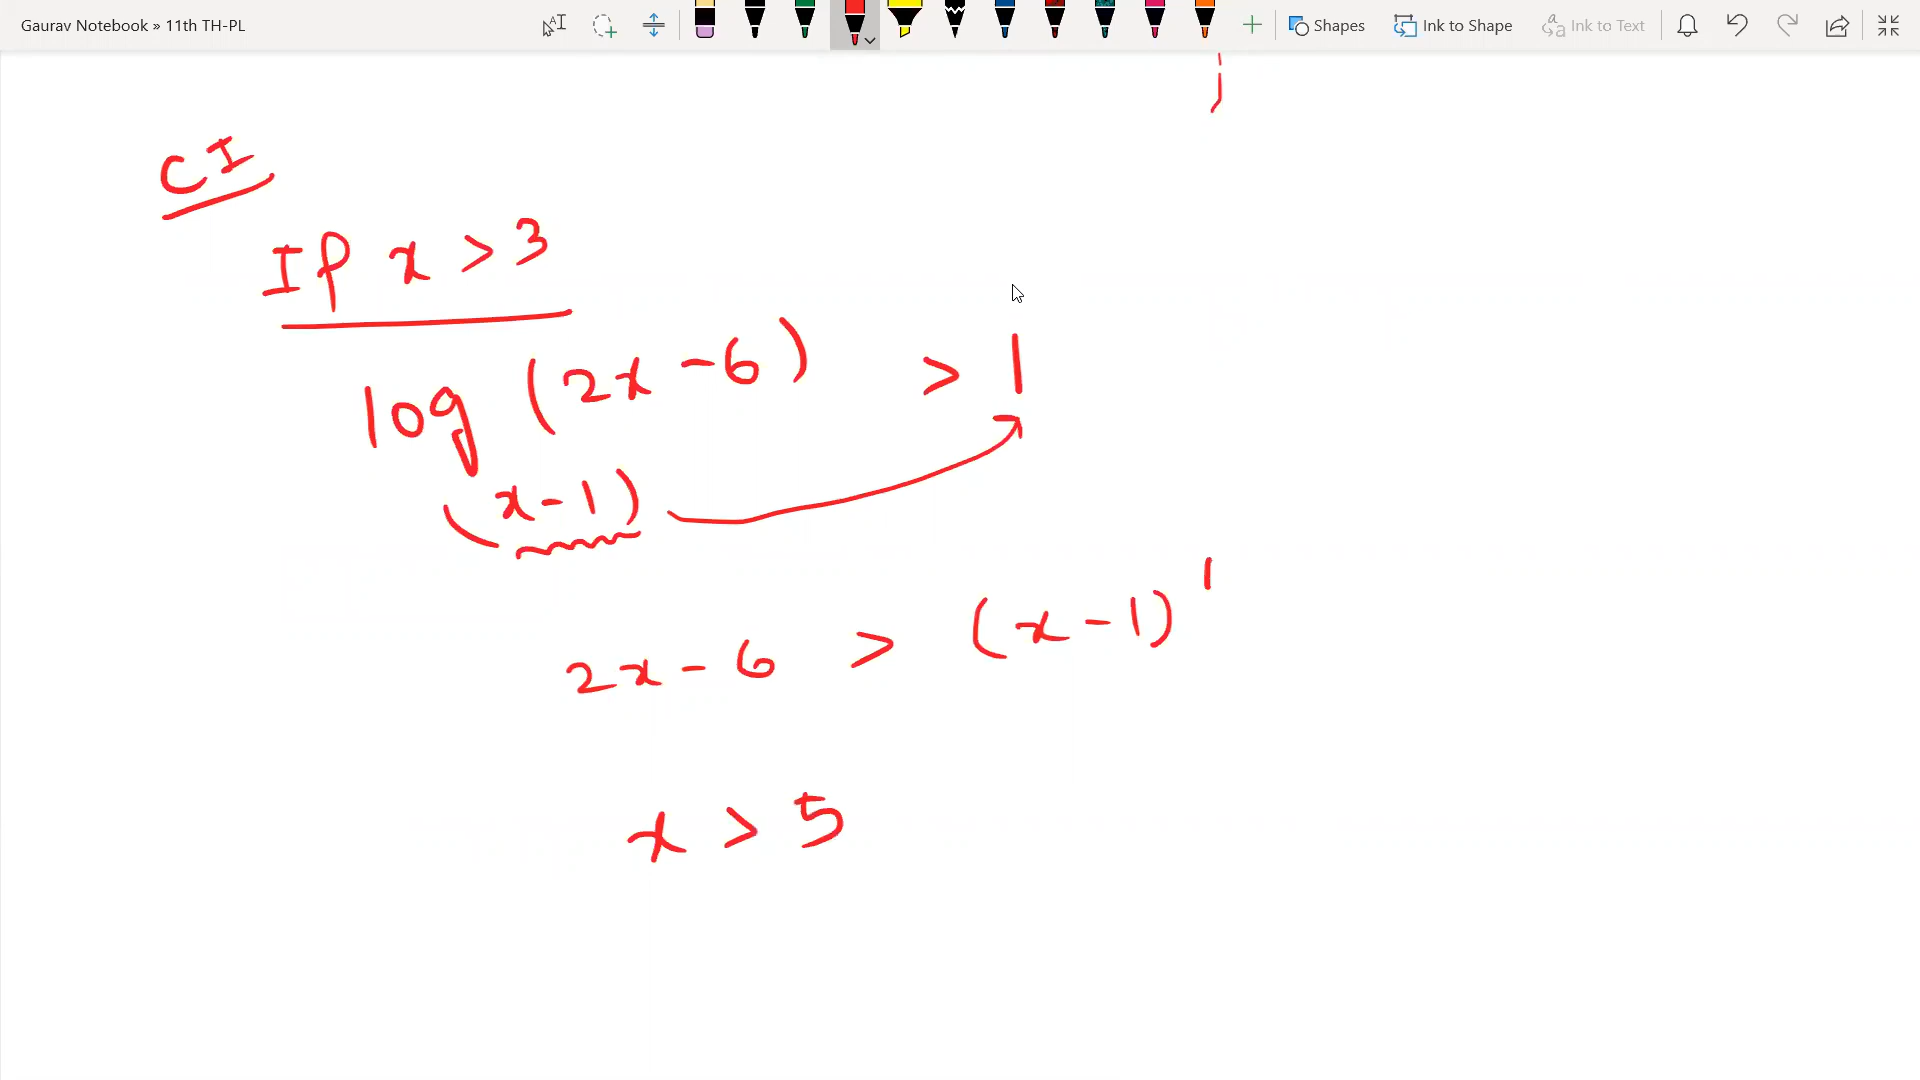 Gaurav Notebook » 11th TH-PL
Shapes
Ink to Shape
Ink to Text
CI
If x > 3
log (2x - 6) > 1
(x - 1)
2x - 6 > (x - 1)^1
x > 5